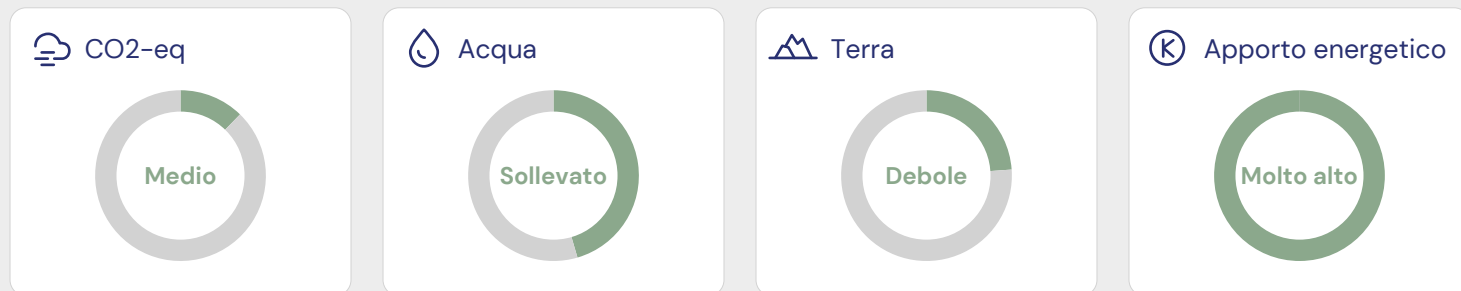 CO2-eq
Medio
Acqua
Sollevato
Terra
Debole
Apporto energetico
Molto alto